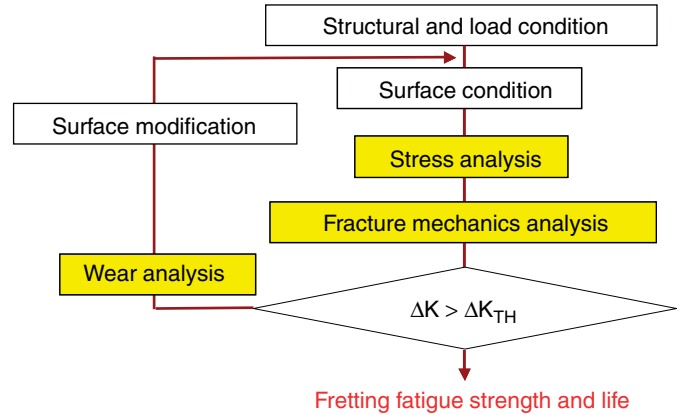 Structural and load condition
Surface condition
Surface modification
Stress analysis
Fracture mechanics analysis
Wear analysis
ΔK > ΔK_TH
Fretting fatigue strength and life